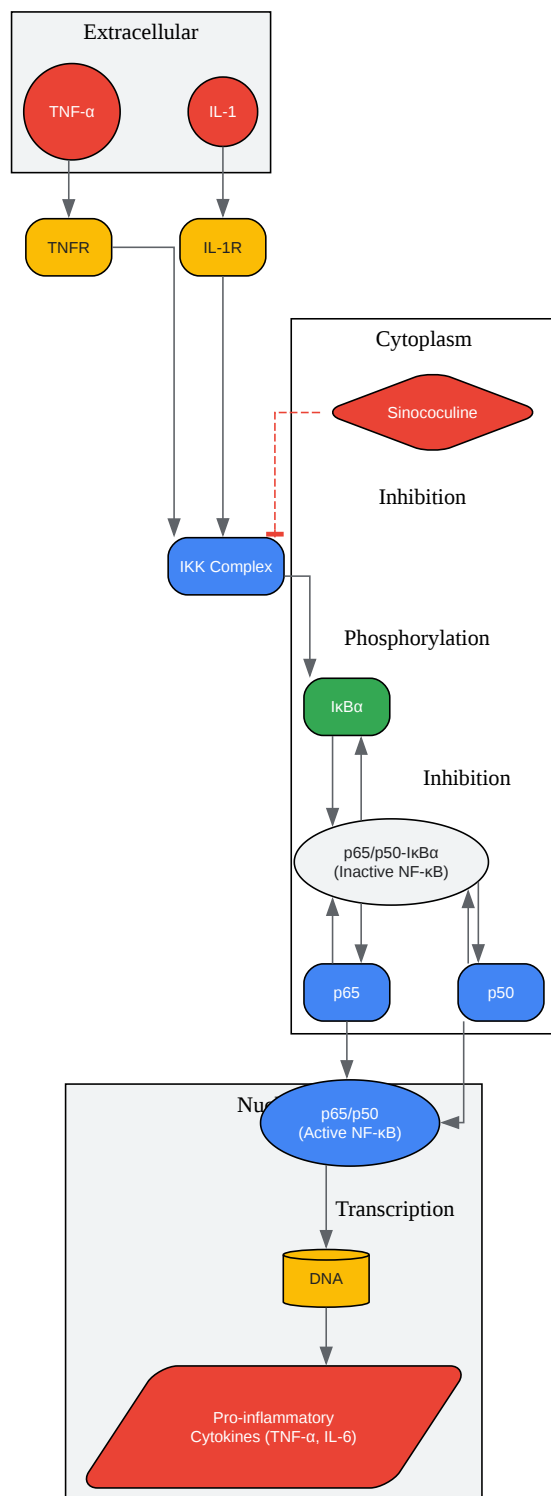 Extracellular
TNF-α
IL-1
TNFR
IL-1R
Cytoplasm
Sinococuline
Inhibition
IKK Complex
Phosphorylation
IκBα
Inhibition
p65/p50-IκBα
(Inactive NF-κB)
p65
p50
p65/p50
(Active NF-κB)
Transcription
DNA
Pro-inflammatory
Cytokines (TNF-α, IL-6)